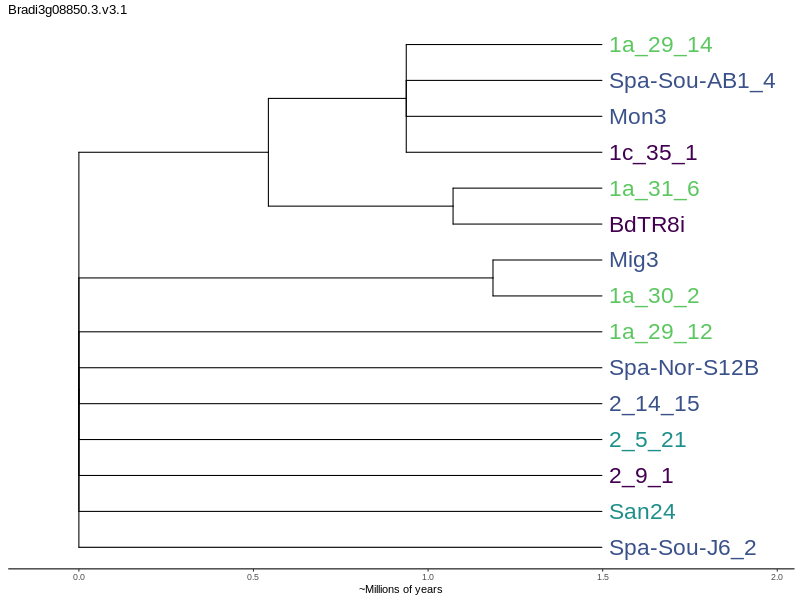 Bradi3g08850.3.v3.1
1a_29_14
Spa-Sou-AB1_4
Mon3
1c_35_1
1a_31_6
BdTR8i
Mig3
1a_30_2
1a_29_12
Spa-Nor-S12B
2_14_15
2_5_21
2_9_1
San24
Spa-Sou-J6_2
0.0 0.5 1.0 1.5 2.0
~Millions of years